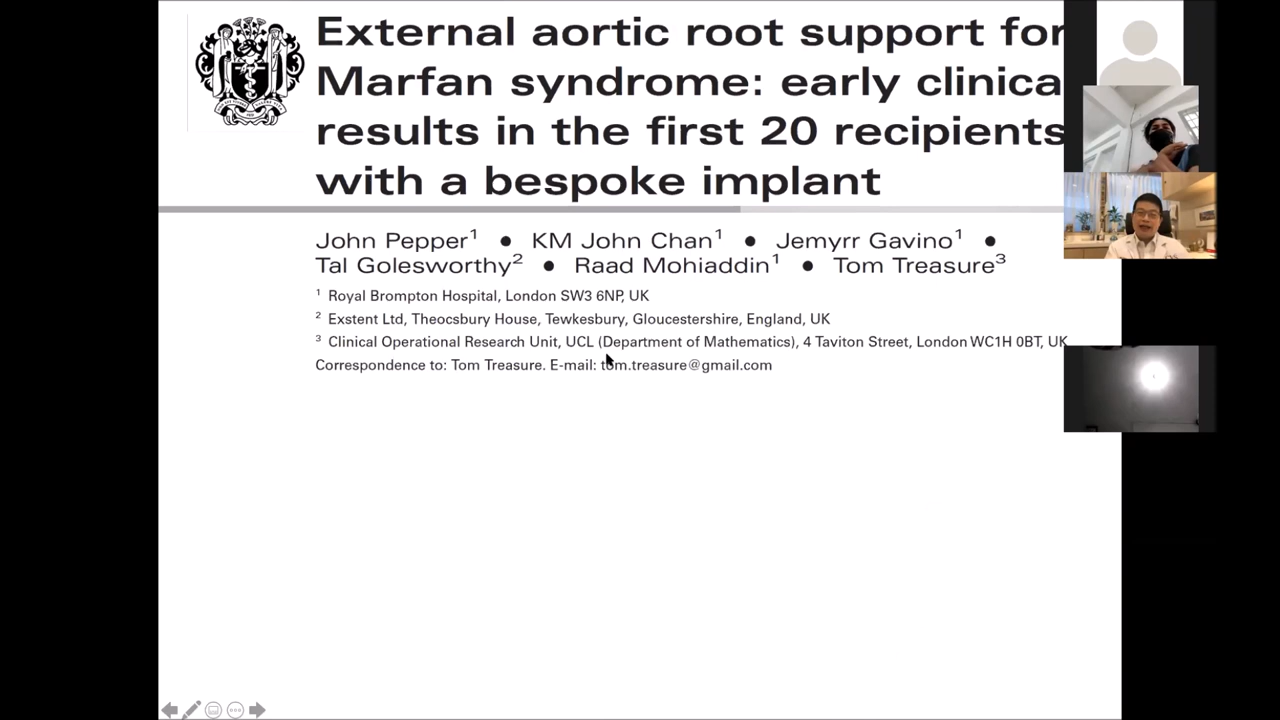 External aortic root support for
Marfan syndrome: early clinica
results in the first 20 recipients
with a bespoke implant
John Pepper¹ ● KM John Chan¹ ● Jemyrr Gavino¹ ●
Tal Golesworthy² ● Raad Mohiaddin¹ ● Tom Treasure³
¹ Royal Brompton Hospital, London SW3 6NP, UK
² Exstent Ltd, Theocsbury House, Tewkesbury, Gloucestershire, England, UK
³ Clinical Operational Research Unit, UCL (Department of Mathematics), 4 Taviton Street, London WC1H 0BT, UK
Correspondence to: Tom Treasure. E-mail: tom.treasure@gmail.com